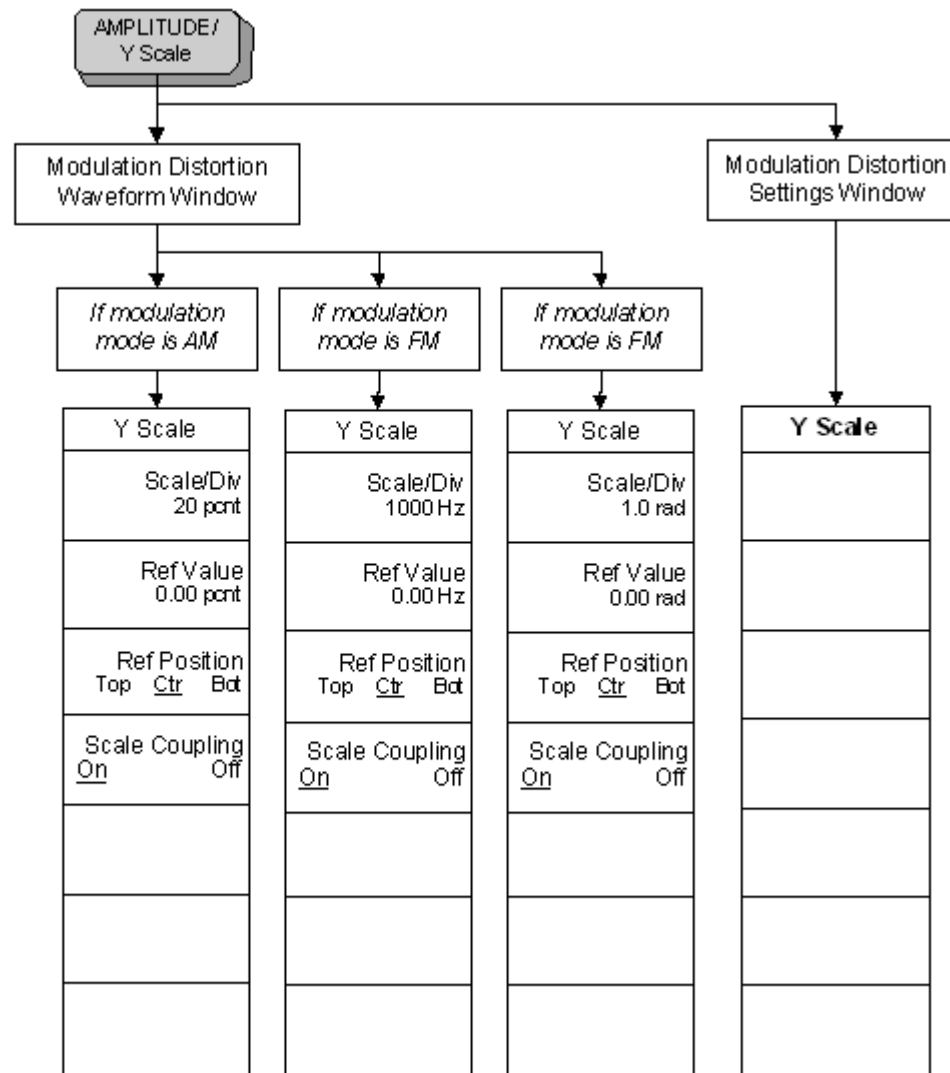 AMPLITUDE/
Y Scale
Modulation Distortion
Waveform Window
Modulation Distortion
Settings Window
If modulation
mode is AM
If modulation
mode is FM
If modulation
mode is FM
Y Scale
Scale/Div
20 pcnt
Ref Value
0.00 pcnt
Ref Position
Top Ctr Bot
Scale Coupling
On Off
Y Scale
Scale/Div
1000 Hz
Ref Value
0.00 Hz
Ref Position
Top Ctr Bot
Scale Coupling
On Off
Y Scale
Scale/Div
1.0 rad
Ref Value
0.00 rad
Ref Position
Top Ctr Bot
Scale Coupling
On Off
Y Scale